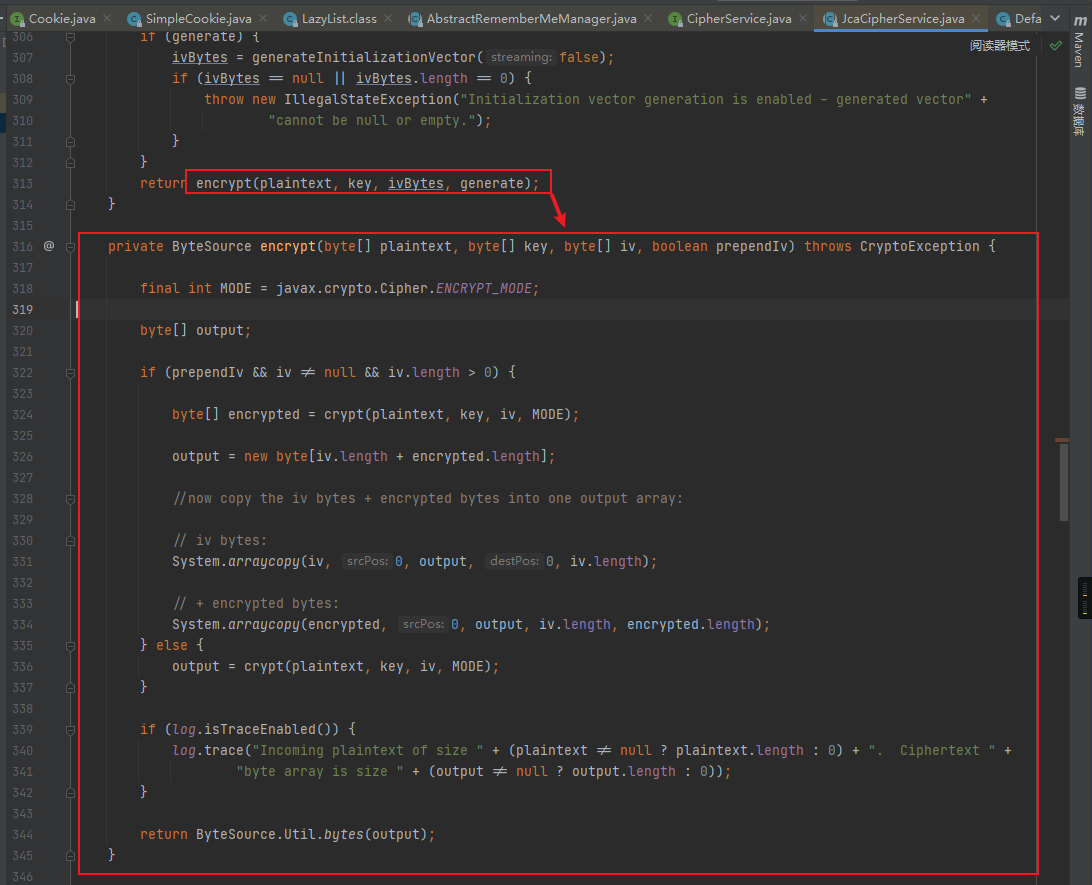 Cookie.java SimpleCookie.java LazyList.class AbstractRememberMeManager.java CipherService.java JcaCipherService.java Defa
阅读器模式
Maven
数据库
306 if (generate) {
307 ivBytes = generateInitializationVector( streaming: false);
308 if (ivBytes == null || ivBytes.length == 0) {
309 throw new IllegalStateException("Initialization vector generation is enabled - generated vector" +
310 "cannot be null or empty.");
311 }
312 }
313 return encrypt(plaintext, key, ivBytes, generate);
314 }
315
316 @ private ByteSource encrypt(byte[] plaintext, byte[] key, byte[] iv, boolean prependIv) throws CryptoException {
317
318 final int MODE = javax.crypto.Cipher.ENCRYPT_MODE;
319
320 byte[] output;
321
322 if (prependIv && iv != null && iv.length > 0) {
323
324 byte[] encrypted = crypt(plaintext, key, iv, MODE);
325
326 output = new byte[iv.length + encrypted.length];
327
328 //now copy the iv bytes + encrypted bytes into one output array:
329
330 // iv bytes:
331 System.arraycopy(iv, srcPos: 0, output, destPos: 0, iv.length);
332
333 // + encrypted bytes:
334 System.arraycopy(encrypted, srcPos: 0, output, iv.length, encrypted.length);
335 } else {
336 output = crypt(plaintext, key, iv, MODE);
337 }
338
339 if (log.isTraceEnabled()) {
340 log.trace("Incoming plaintext of size " + (plaintext != null ? plaintext.length : 0) + ".  Ciphertext " +
341 "byte array is size " + (output != null ? output.length : 0));
342 }
343
344 return ByteSource.Util.bytes(output);
345 }
346